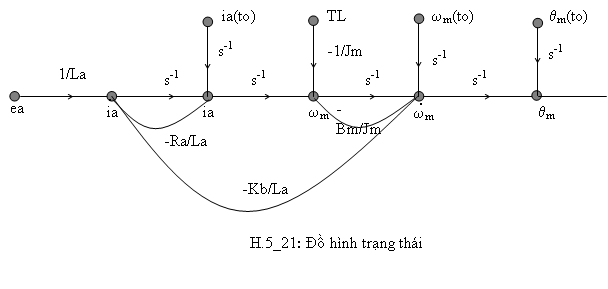 ia(to) TL ωm(to) θm(to)
s-1 -1/Jm s-1 s-1
1/La s-1 s-1 s-1 s-1
ea ia ia ωm - ω̇m θm
Bm/Jm
-Ra/La
-Kb/La
H.5_21: Đồ hình trạng thái